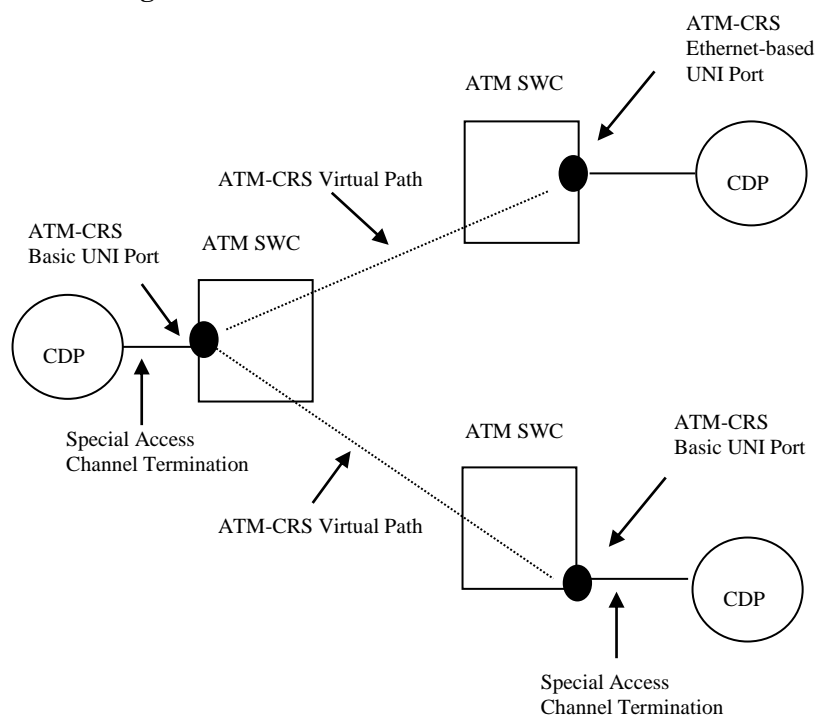 ATM-CRS
Ethernet-based
UNI Port
ATM SWC
CDP
ATM-CRS Virtual Path
ATM-CRS
Basic UNI Port
ATM SWC
CDP
Special Access
Channel Termination
ATM-CRS Virtual Path
ATM SWC
ATM-CRS
Basic UNI Port
CDP
Special Access
Channel Termination